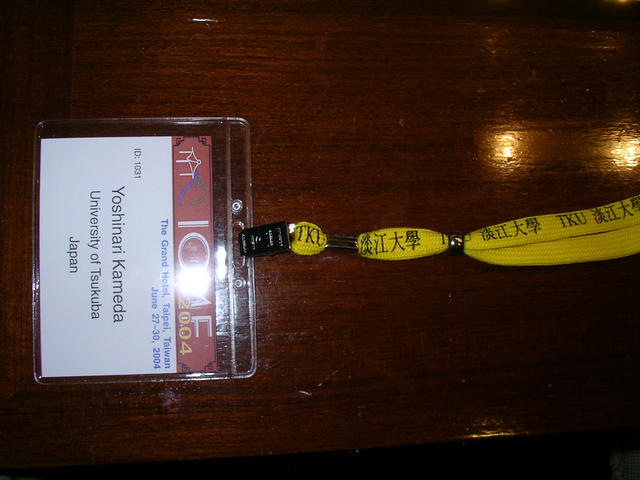 ICME
2004
The Grand Hotel, Taipei, Taiwan
June 27-30, 2004
ID: 1031
Yoshinari Kameda
University of Tsukuba
Japan
TKU
淡江大學
淡江大學 TKU 淡江大學